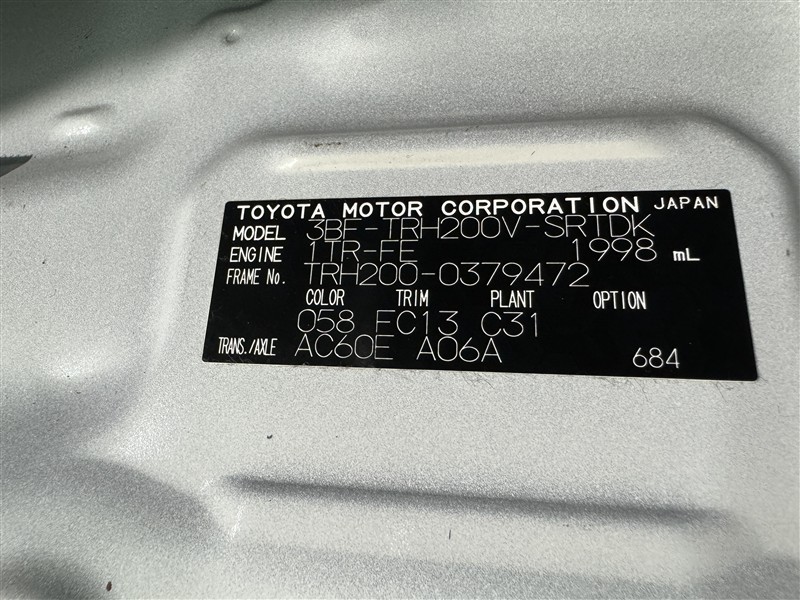 TOYOTA MOTOR CORPORATION JAPAN
MODEL 3BF-TRH200V-SRTDK
ENGINE 1TR-FE 1998 mL
FRAME No. TRH200-0379472
COLOR TRIM PLANT OPTION
058 FC13 C31
TRANS./AXLE AC60E A06A 684